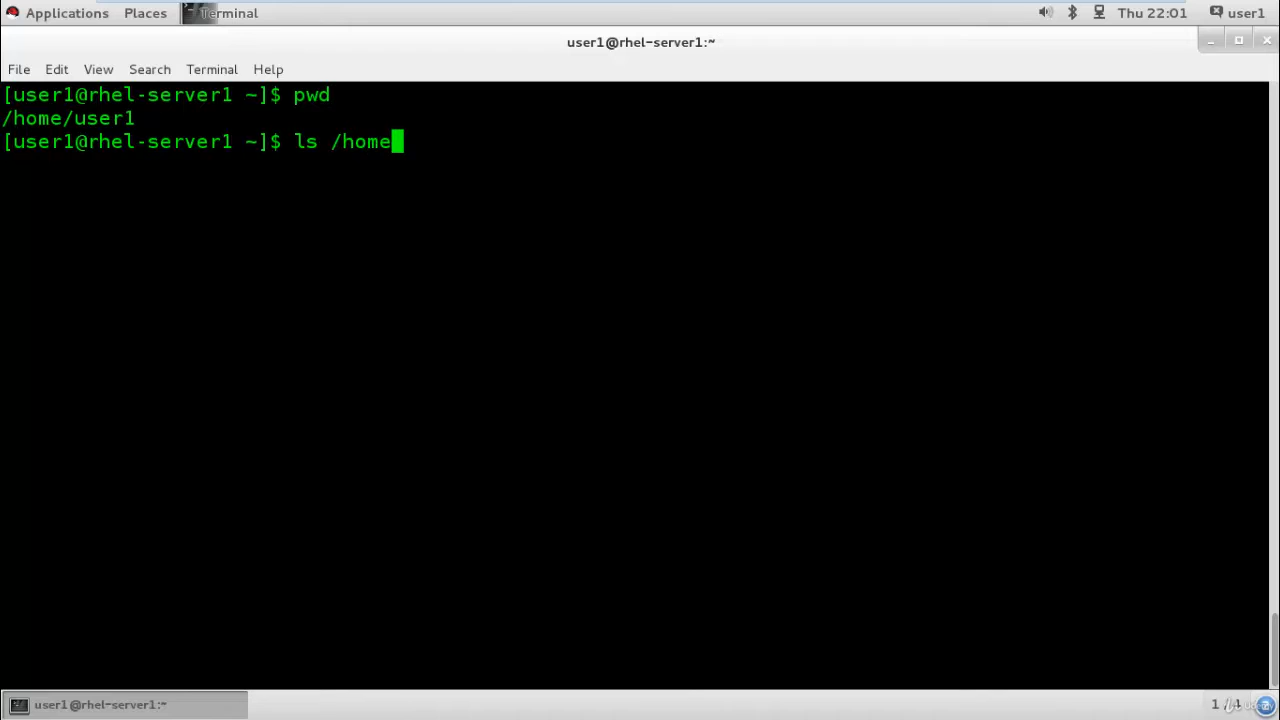 Applications Places Terminal Thu 22:01 user1
user1@rhel-server1:~
File Edit View Search Terminal Help
[user1@rhel-server1 ~]$ pwd
/home/user1
[user1@rhel-server1 ~]$ ls /home
user1@rhel-server1:~